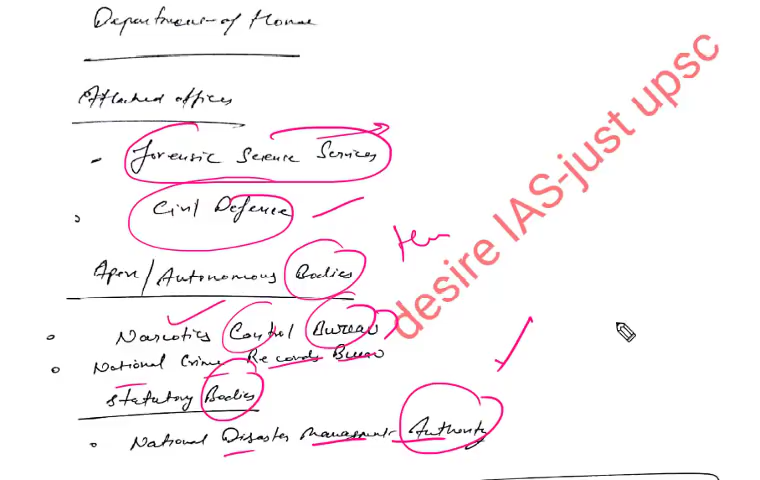 Department of Home
Attached offices
- Forensic Science Services
Civil Defence
Apex/Autonomous Bodies
Narcotics Control Bureau
National Crime Records Bureau
Statutory Bodies
National Disaster Management Authority
desire IAS-just upsc